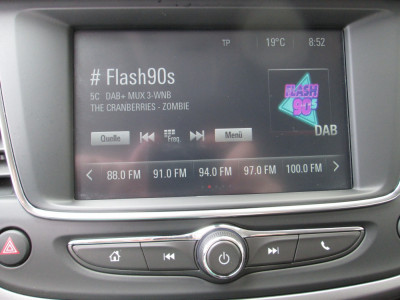 TP 19°C 8:52
# Flash90s
5C DAB+ MUX 3-WNB
THE CRANBERRIES - ZOMBIE
FLASH
90s
DAB
Quelle Freq. Menü
88.0 FM 91.0 FM 94.0 FM 97.0 FM 100.0 FM